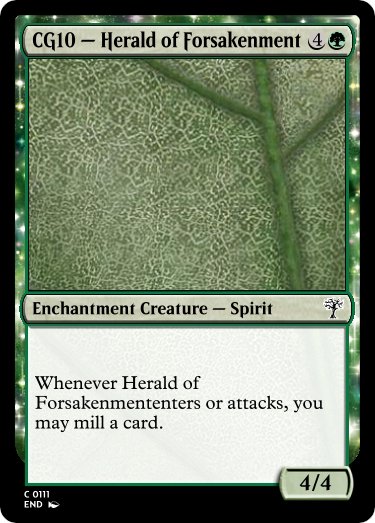 CG10 — Herald of Forsakenment 4
Enchantment Creature — Spirit
Whenever Herald of
Forsakenmententers or attacks, you
may mill a card.
4/4
C 0111
END